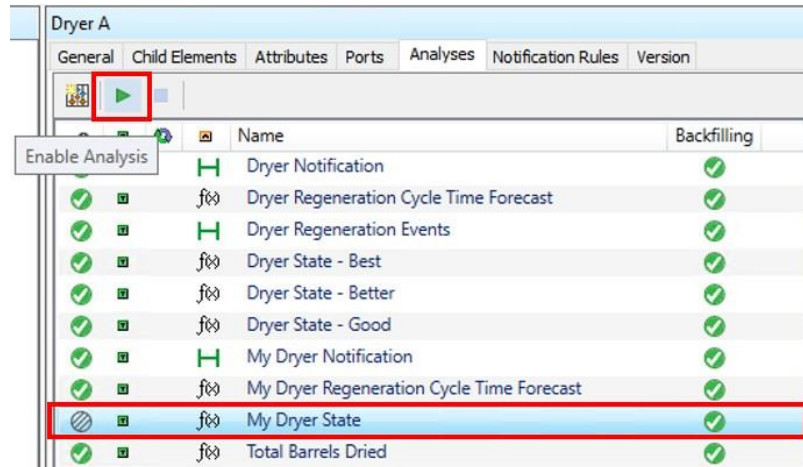 Dryer A
General Child Elements Attributes Ports Analyses Notification Rules Version
Name Backfilling
Enable Analysis
Dryer Notification
f(x) Dryer Regeneration Cycle Time Forecast
Dryer Regeneration Events
f(x) Dryer State - Best
f(x) Dryer State - Better
f(x) Dryer State - Good
My Dryer Notification
f(x) My Dryer Regeneration Cycle Time Forecast
f(x) My Dryer State
f(x) Total Barrels Dried